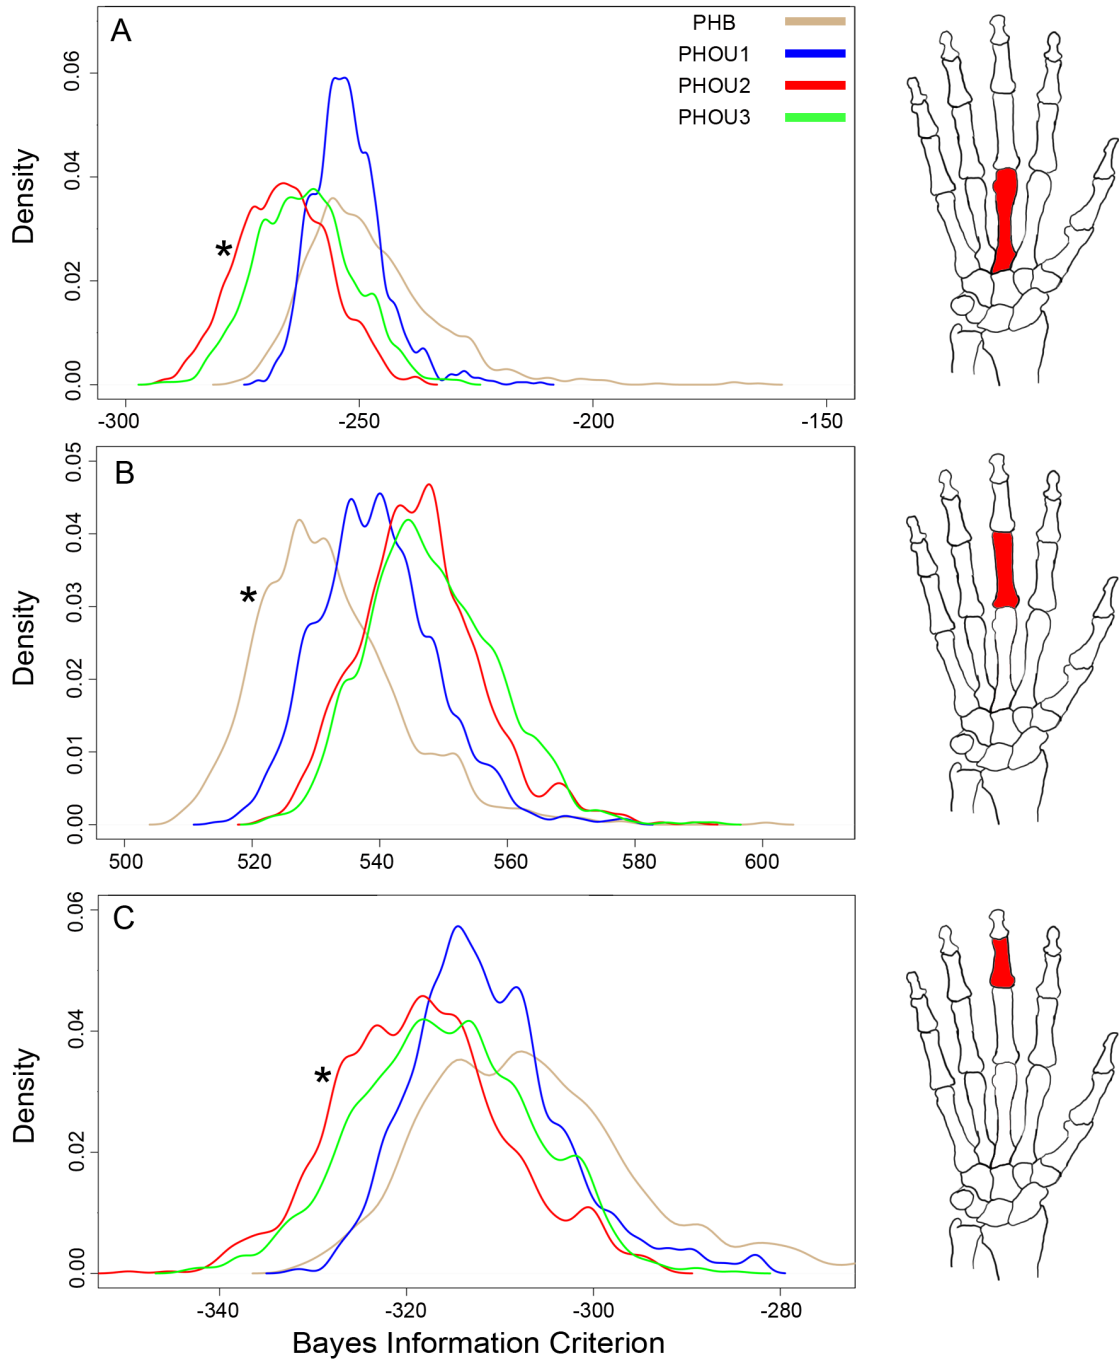 A
PHB
PHOU1
PHOU2
PHOU3
Density
0.06
0.04
0.02
0.00
*
-300 -250 -200 -150
B
Density
0.05
0.04
0.03
0.02
0.01
0.00
*
500 520 540 560 580 600
C
Density
0.06
0.04
0.02
0.00
*
-340 -320 -300 -280
Bayes Information Criterion